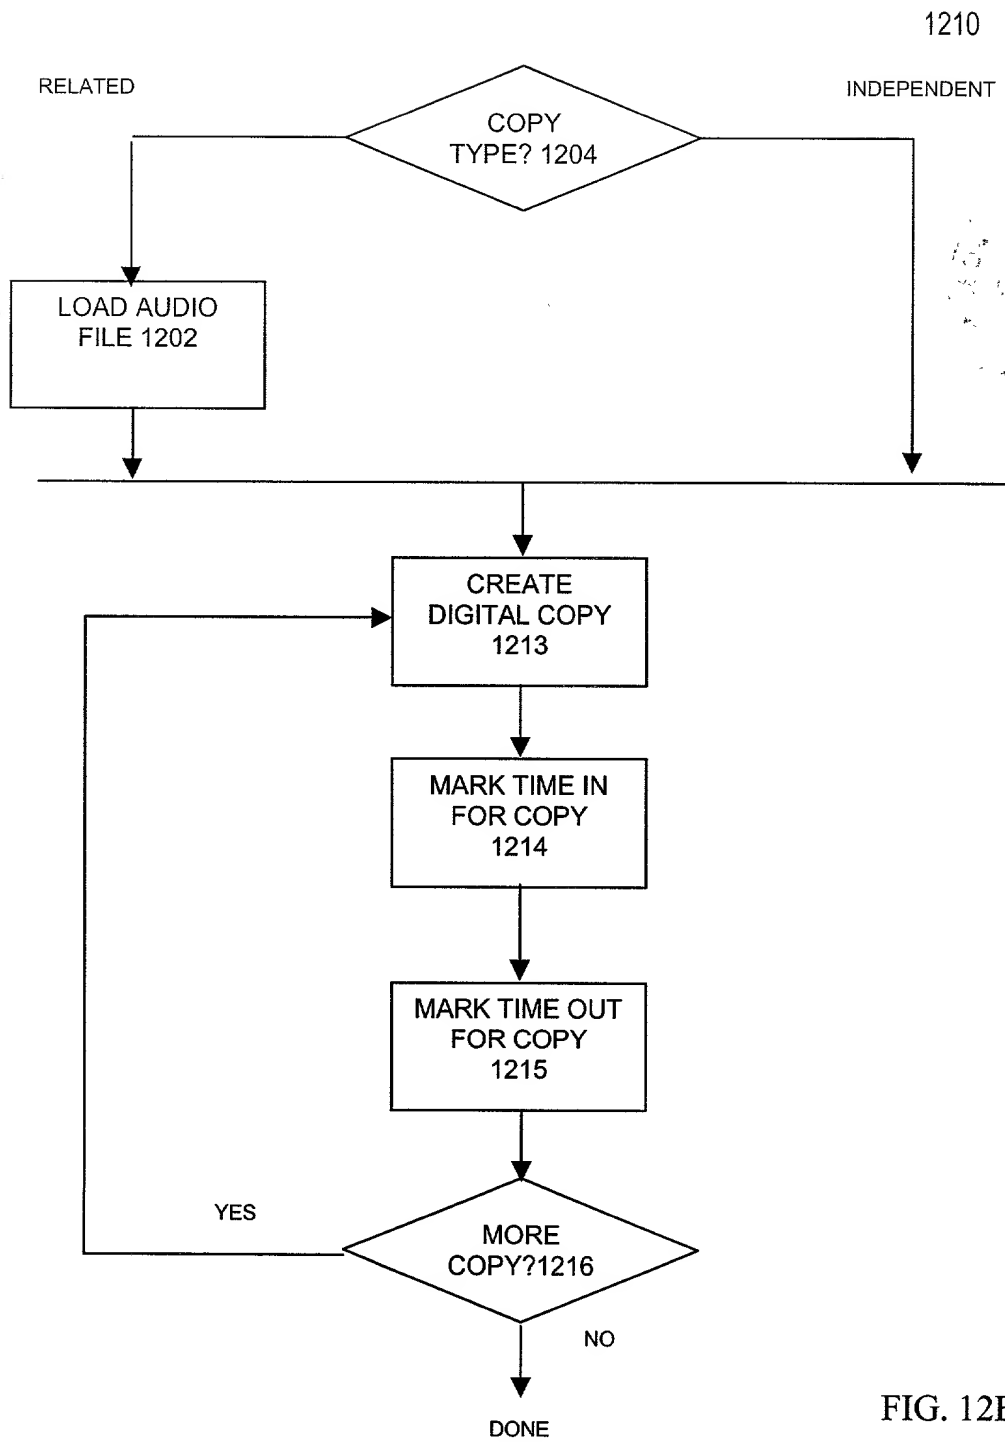 1210
RELATED
INDEPENDENT
COPY
TYPE? 1204
LOAD AUDIO
FILE 1202
CREATE
DIGITAL COPY
1213
MARK TIME IN
FOR COPY
1214
MARK TIME OUT
FOR COPY
1215
YES
MORE
COPY?1216
NO
DONE
FIG.